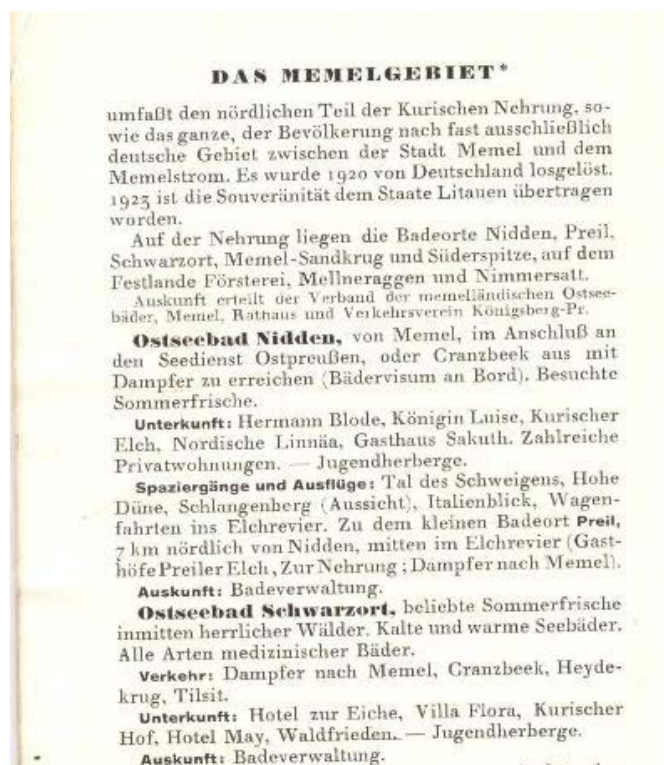 DAS MEMELGEBIET*
umfaßt den nördlichen Teil der Kurischen Nehrung, so-
wie das ganze, der Bevölkerung nach fast ausschließlich
deutsche Gebiet zwischen der Stadt Memel und dem
Memelstrom. Es wurde 1920 von Deutschland losgelöst.
1923 ist die Souveränität dem Staate Litauen übertragen
worden.
Auf der Nehrung liegen die Badeorte Nidden, Preil,
Schwarzort, Memel-Sandkrug und Süderspitze, auf dem
Festlande Försterei, Mellneraggen und Nimmersatt.
Auskunft erteilt der Verband der memelländischen Ostsee-
bäder, Memel, Rathaus und Verkehrsverein Königsberg-Pr.
Ostseebad Nidden, von Memel, im Anschluß an
den Seedienst Ostpreußen, oder Cranzbeek aus mit
Dampfer zu erreichen (Bädervisum an Bord). Besuchte
Sommerfrische.
Unterkunft: Hermann Blode, Königin Luise, Kurischer
Elch, Nordische Linnäa, Gasthaus Sakuth. Zahlreiche
Privatwohnungen. — Jugendherberge.
Spaziergänge und Ausflüge: Tal des Schweigens, Hohe
Düne, Schlangenberg (Aussicht), Italienblick, Wagen-
fahrten ins Elchrevier. Zu dem kleinen Badeort Preil,
7 km nördlich von Nidden, mitten im Elchrevier (Gast-
höfe Preiler Elch, Zur Nehrung; Dampfer nach Memel).
Auskunft: Badeverwaltung.
Ostseebad Schwarzort, beliebte Sommerfrische
inmitten herrlicher Wälder. Kalte und warme Seebäder.
Alle Arten medizinischer Bäder.
Verkehr: Dampfer nach Memel, Cranzbeek, Heyde-
krug, Tilsit.
Unterkunft: Hotel zur Eiche, Villa Flora, Kurischer
Hof, Hotel May, Waldfrieden. — Jugendherberge.
Auskunft: Badeverwaltung.